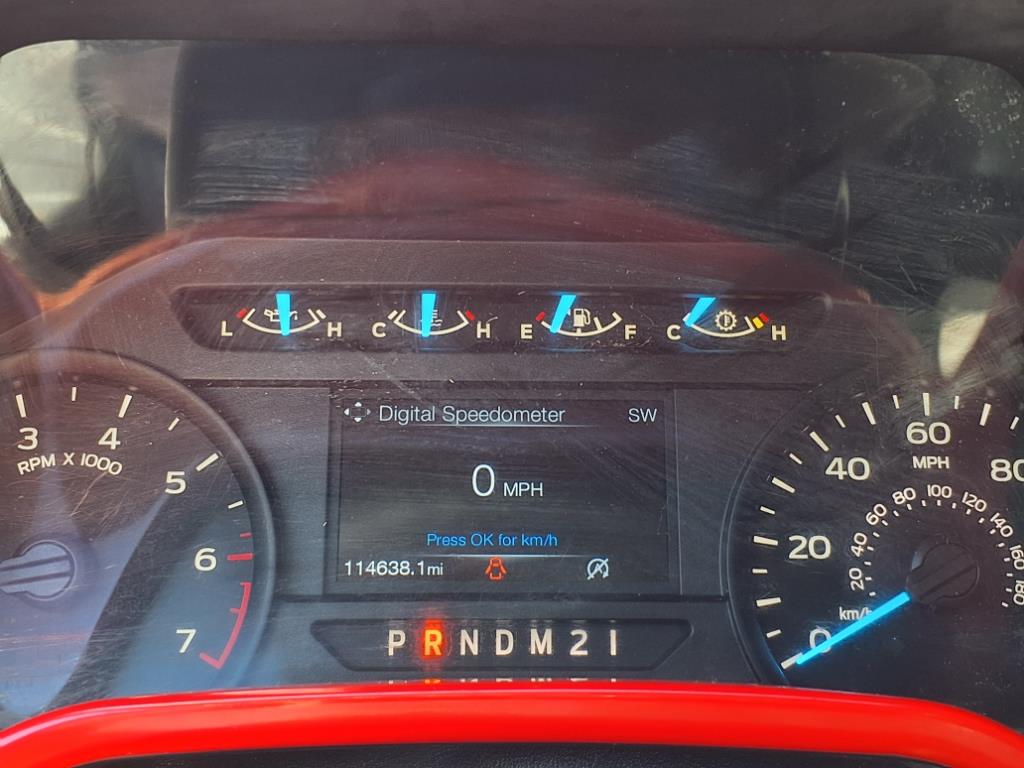 L H C H E F C H
Digital Speedometer SW
0 MPH
Press OK for km/h
114638.1mi
P R N D M 2 1
3 4 5 6 7
RPM X 1000
0 20 40 60 80
MPH
20 40 60 80 100 120 140 160 180
km/h